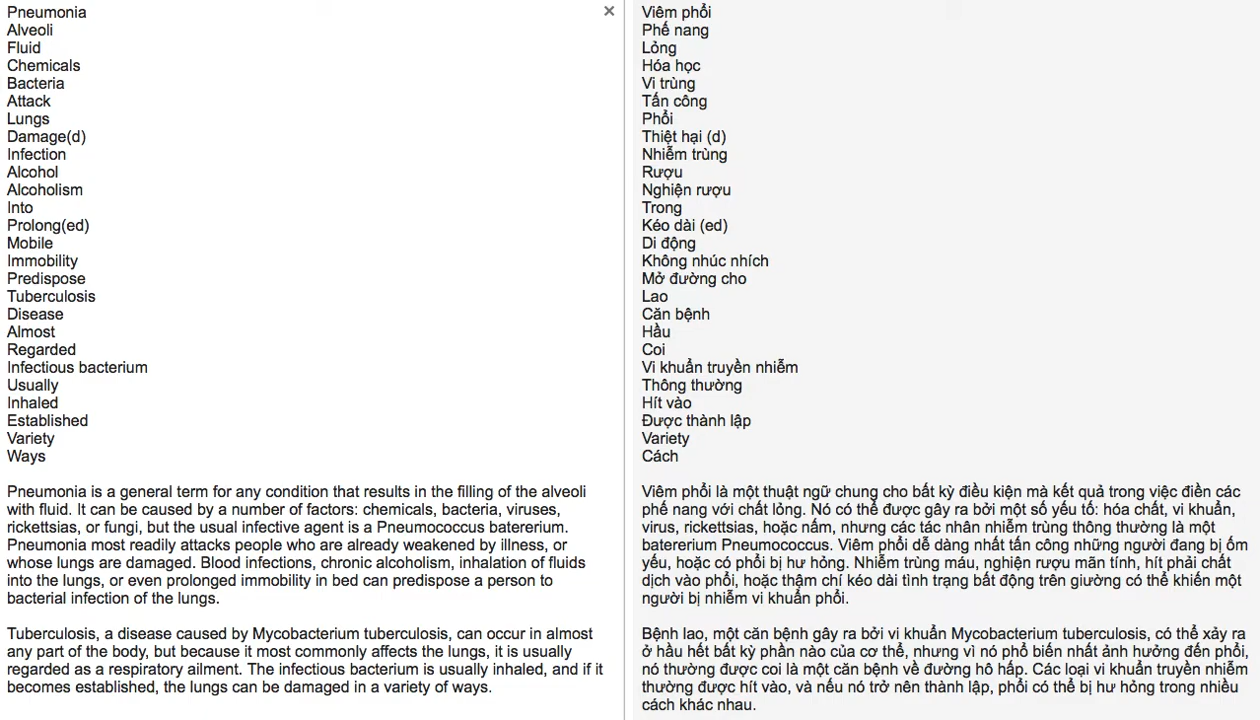 Pneumonia
Alveoli
Fluid
Chemicals
Bacteria
Attack
Lungs
Damage(d)
Infection
Alcohol
Alcoholism
Into
Prolong(ed)
Mobile
Immobility
Predispose
Tuberculosis
Disease
Almost
Regarded
Infectious bacterium
Usually
Inhaled
Established
Variety
Ways
Pneumonia is a general term for any condition that results in the filling of the alveoli
with fluid. It can be caused by a number of factors: chemicals, bacteria, viruses,
rickettsias, or fungi, but the usual infective agent is a Pneumococcus batererium.
Pneumonia most readily attacks people who are already weakened by illness, or
whose lungs are damaged. Blood infections, chronic alcoholism, inhalation of fluids
into the lungs, or even prolonged immobility in bed can predispose a person to
bacterial infection of the lungs.
Tuberculosis, a disease caused by Mycobacterium tuberculosis, can occur in almost
any part of the body, but because it most commonly affects the lungs, it is usually
regarded as a respiratory ailment. The infectious bacterium is usually inhaled, and if it
becomes established, the lungs can be damaged in a variety of ways.
×
Viêm phổi
Phế nang
Lỏng
Hóa học
Vi trùng
Tấn công
Phổi
Thiệt hại (d)
Nhiễm trùng
Rượu
Nghiện rượu
Trong
Kéo dài (ed)
Di động
Không nhúc nhích
Mở đường cho
Lao
Căn bệnh
Hầu
Coi
Vi khuẩn truyền nhiễm
Thông thường
Hít vào
Được thành lập
Variety
Cách
Viêm phổi là một thuật ngữ chung cho bất kỳ điều kiện mà kết quả trong việc điền các
phế nang với chất lỏng. Nó có thể được gây ra bởi một số yếu tố: hóa chất, vi khuẩn,
virus, rickettsias, hoặc nấm, nhưng các tác nhân nhiễm trùng thông thường là một
batererium Pneumococcus. Viêm phổi dễ dàng nhất tấn công những người đang bị ốm
yếu, hoặc có phổi bị hư hỏng. Nhiễm trùng máu, nghiện rượu mãn tính, hít phải chất
dịch vào phổi, hoặc thậm chí kéo dài tình trạng bất động trên giường có thể khiến một
người bị nhiễm vi khuẩn phổi.
Bệnh lao, một căn bệnh gây ra bởi vi khuẩn Mycobacterium tuberculosis, có thể xảy ra
ở hầu hết bất kỳ phần nào của cơ thể, nhưng vì nó phổ biến nhất ảnh hưởng đến phổi,
nó thường được coi là một căn bệnh về đường hô hấp. Các loại vi khuẩn truyền nhiễm
thường được hít vào, và nếu nó trở nên thành lập, phổi có thể bị hư hỏng trong nhiều
cách khác nhau.